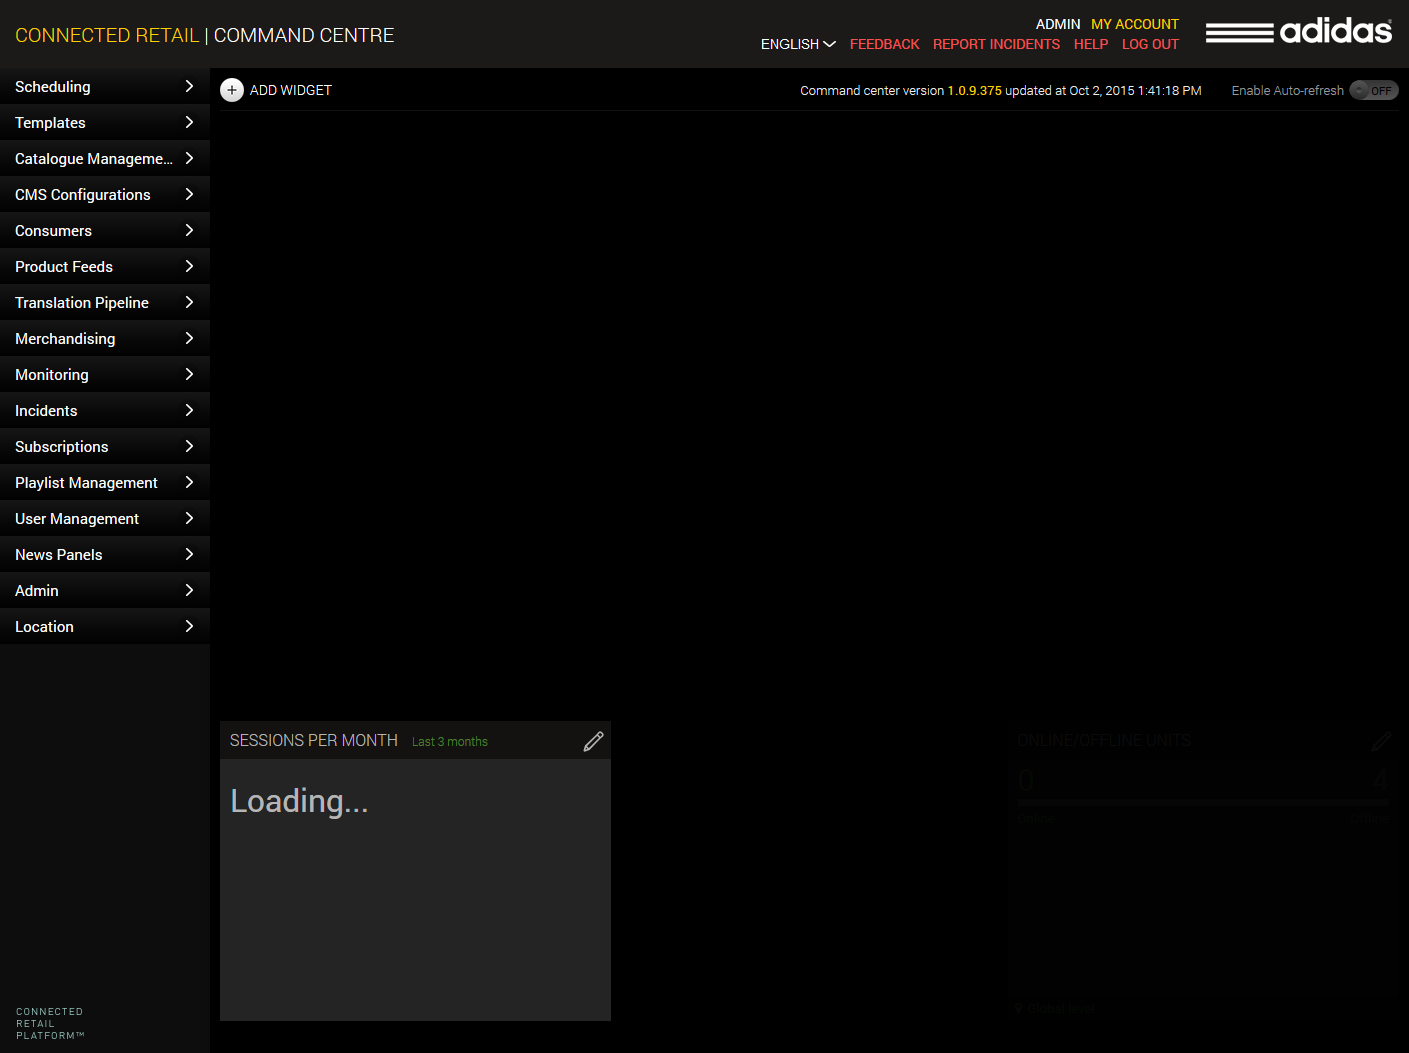 CONNECTED RETAIL | COMMAND CENTRE
ADMIN MY ACCOUNT
ENGLISH FEEDBACK REPORT INCIDENTS HELP LOG OUT
adidas
Scheduling
Templates
Catalogue Manageme...
CMS Configurations
Consumers
Product Feeds
Translation Pipeline
Merchandising
Monitoring
Incidents
Subscriptions
Playlist Management
User Management
News Panels
Admin
Location
ADD WIDGET
Command center version 1.0.9.375 updated at Oct 2, 2015 1:41:18 PM
Enable Auto-refresh OFF
SESSIONS PER MONTH Last 3 months
Loading...
ONLINE/OFFLINE UNITS
0 4
Online Offline
Global level
CONNECTED
RETAIL
PLATFORM™